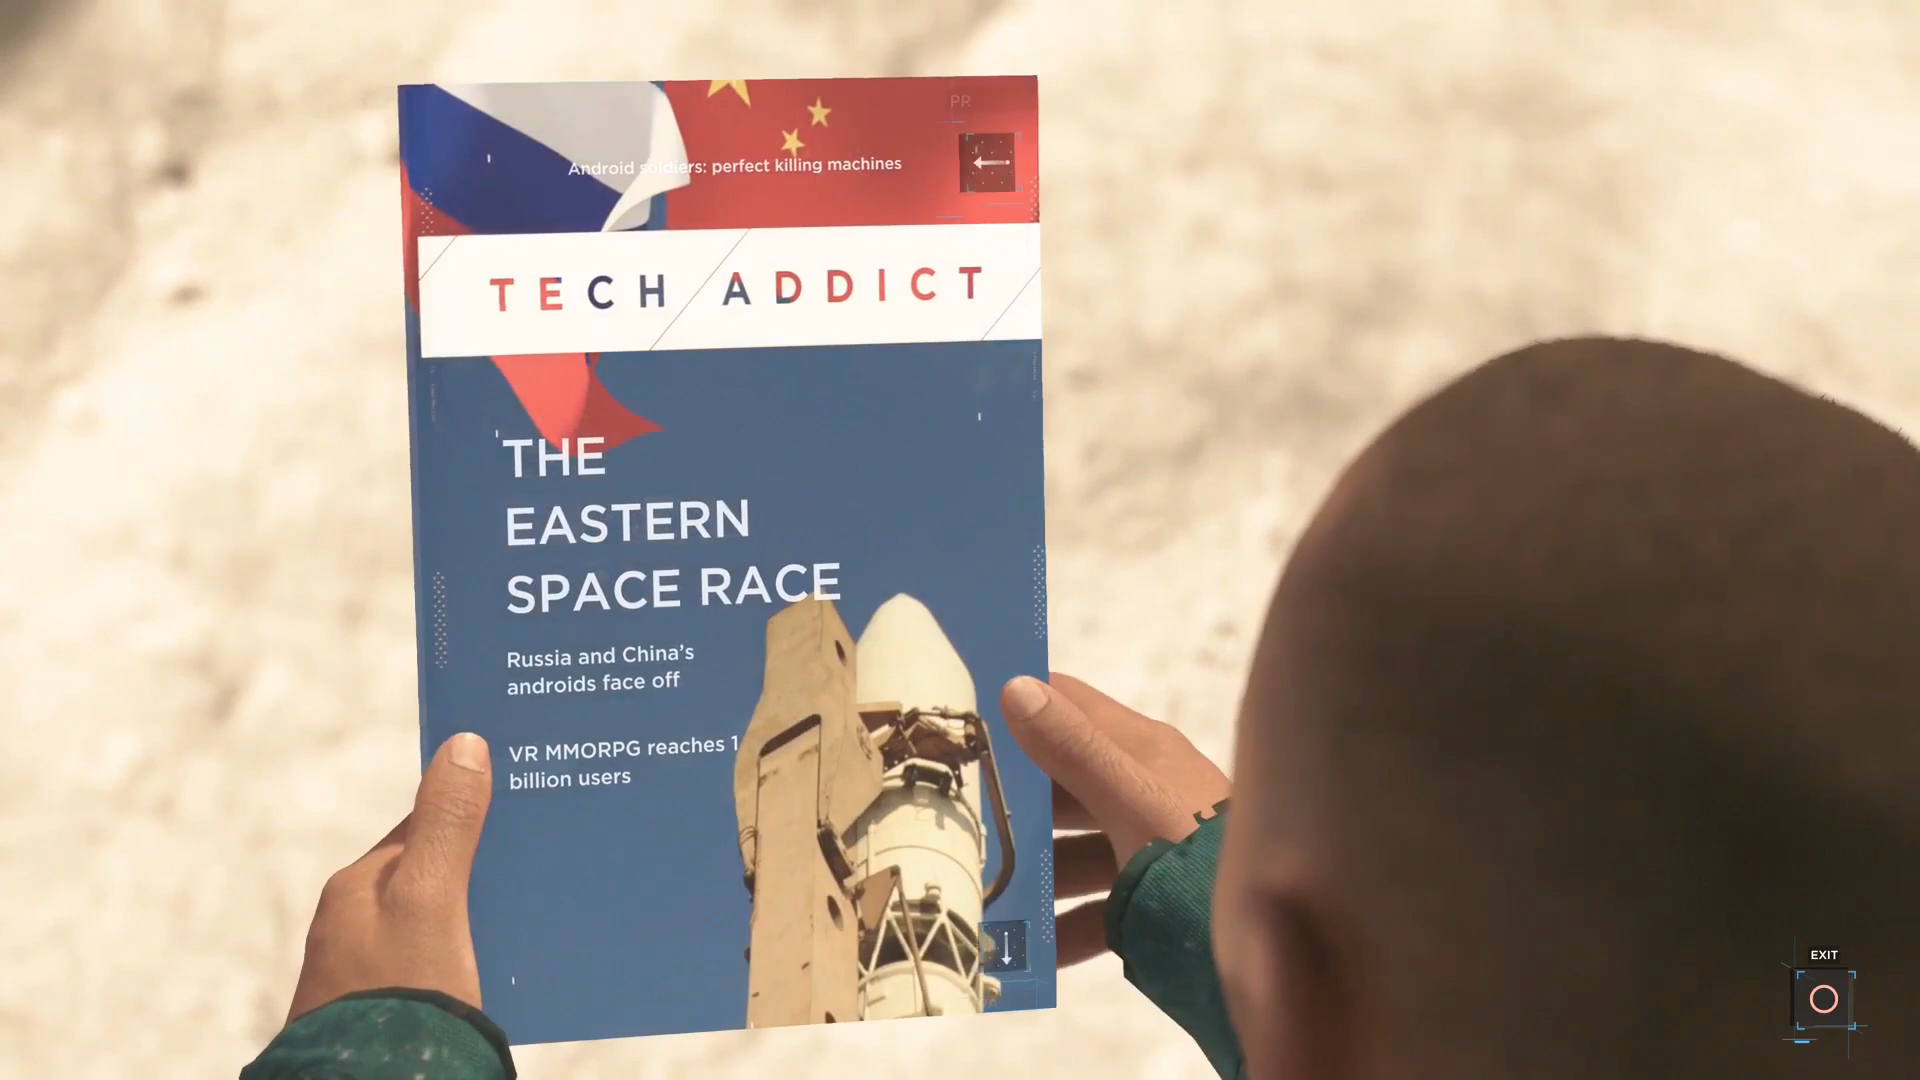 PR
Android soldiers: perfect killing machines
TECH ADDICT
THE
EASTERN
SPACE RACE
Russia and China's
androids face off
VR MMORPG reaches 1
billion users
EXIT